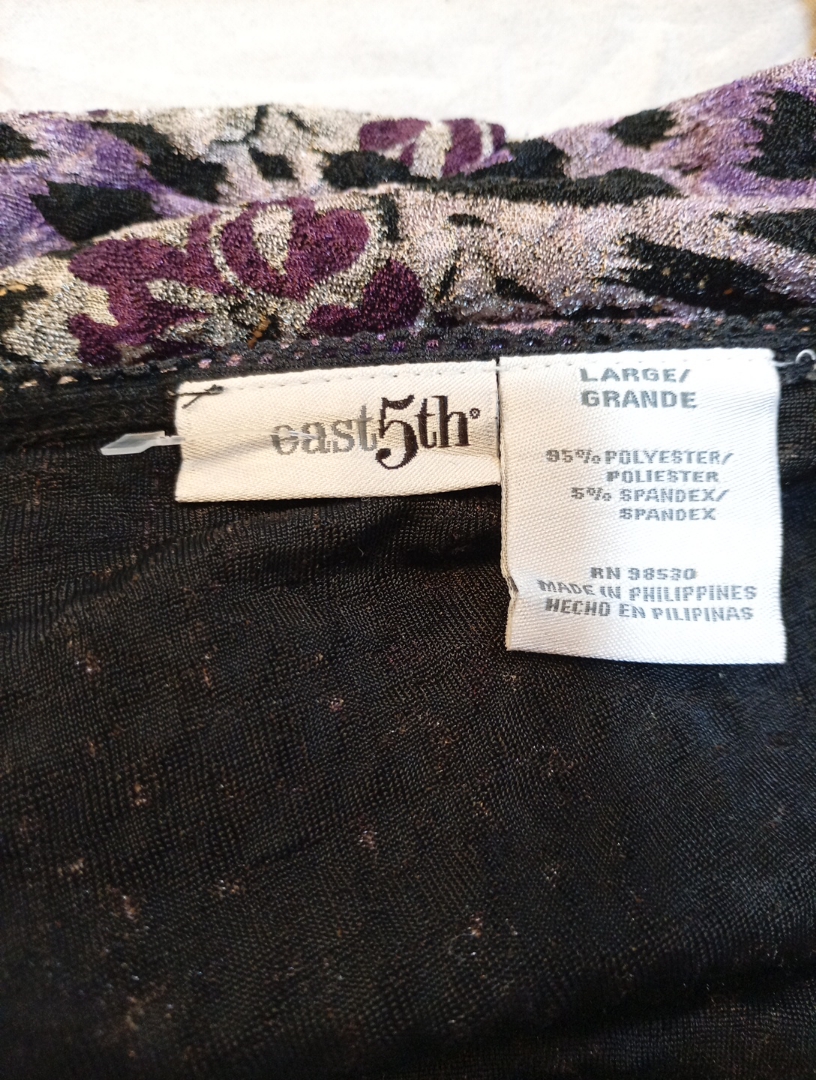 east5th®
LARGE/
GRANDE
95% POLYESTER/
POLIESTER
5% SPANDEX/
SPANDEX
RN 98530
MADE IN PHILIPPINES
HECHO EN PILIPINAS